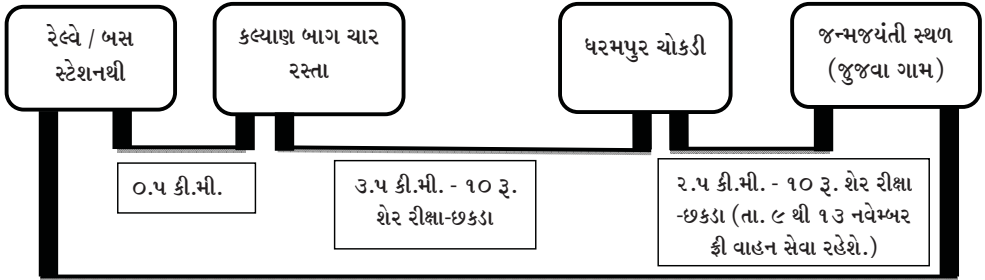 રેલ્વે / બસ
સ્ટેશનથી
કલ્યાણ બાગ ચાર
રસ્તા
ધરમપુર ચોકડી
જન્મજયંતી સ્થળ
(જુજવા ગામ)
૦.૫ કી.મી.
૩.૫ કી.મી. - ૧૦ રૂ.
શેર રીક્ષા-છકડા
૨.૫ કી.મી. - ૧૦ રૂ. શેર રીક્ષા
-છકડા (તા. ૯ થી ૧૩ નવેમ્બર
ફ્રી વાહન સેવા રહેશે.)